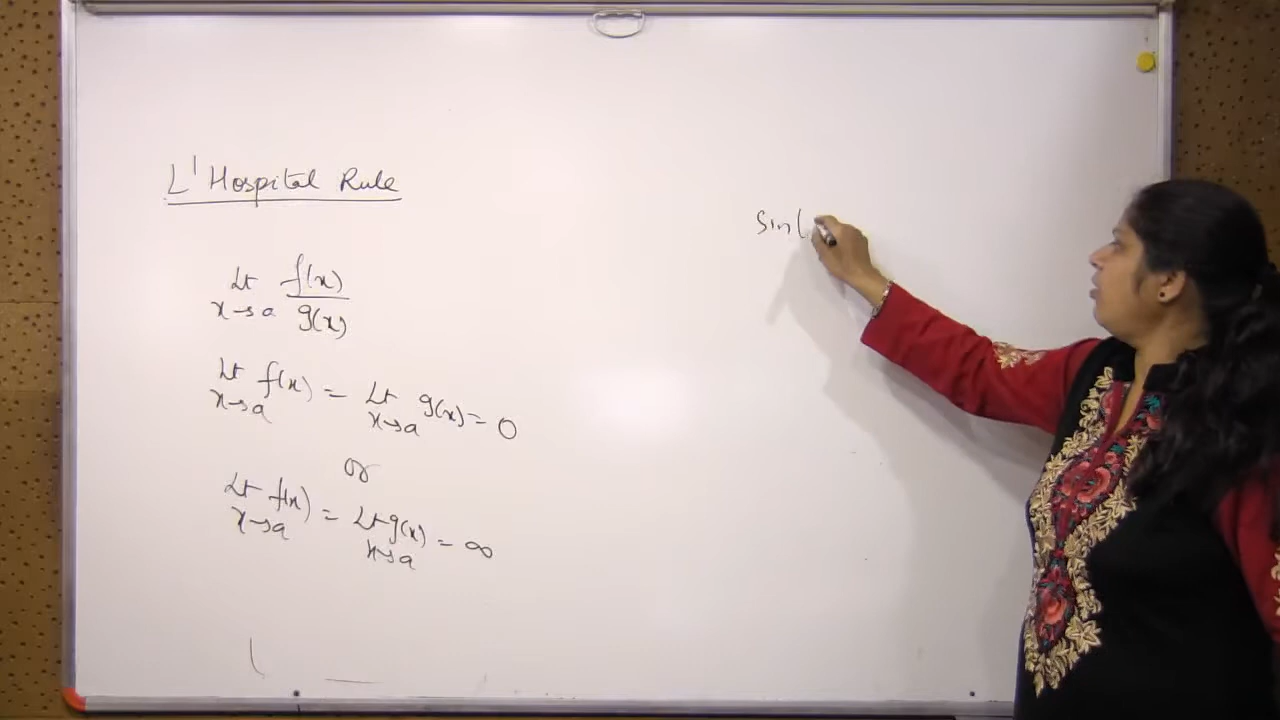 L'Hospital Rule
Lt f(x)
x→a g(x)
Lt f(x) = Lt g(x) = 0
x→a x→a
or
Lt f(x) = Lt g(x) = ∞
x→a x→a
Sin(